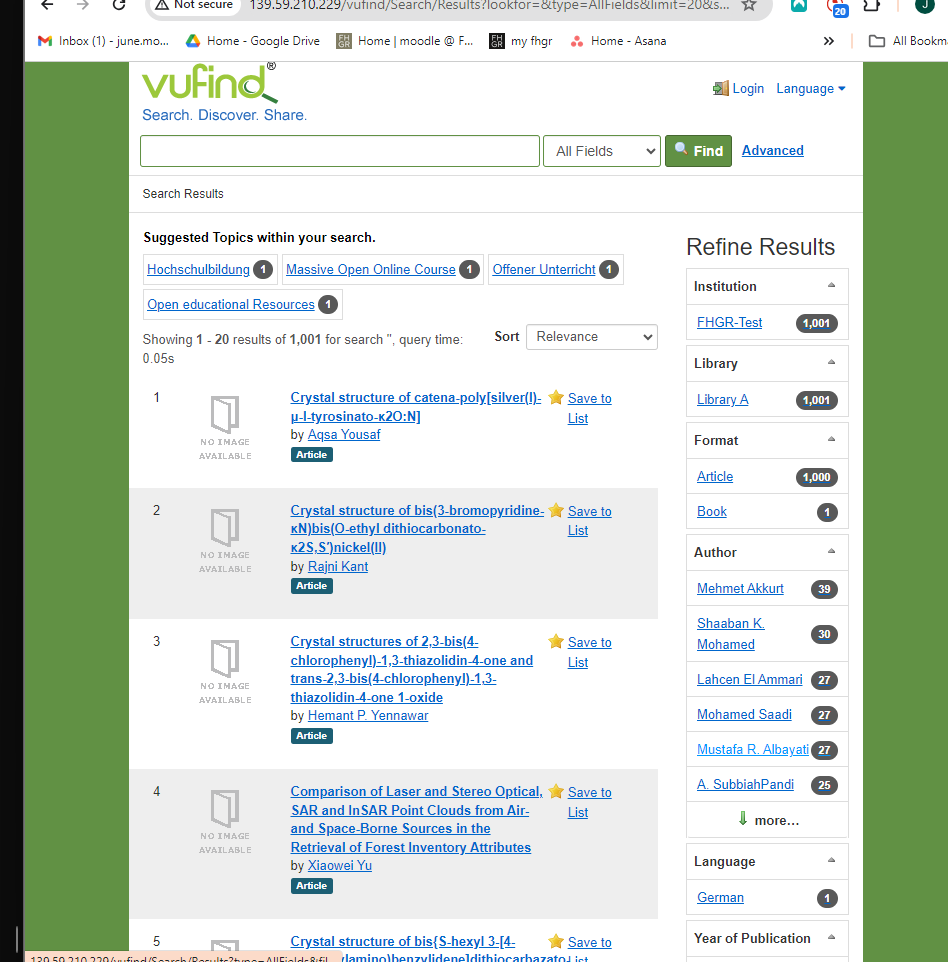 Not secure 139.59.210.229/vufind/Search/Results?lookfor=&type=AllFields&limit=20&s...
20
J
Inbox (1) - june.mo... Home - Google Drive FH GR Home | moodle @ F... FH GR my fhgr Home - Asana » All Bookm
vufind®
Search. Discover. Share.
Login Language
All Fields Find Advanced
Search Results
Suggested Topics within your search.
Hochschulbildung 1 Massive Open Online Course 1 Offener Unterricht 1
Open educational Resources 1
Showing 1 - 20 results of 1,001 for search '', query time:
0.05s
Sort Relevance
1
NO IMAGE
AVAILABLE
Crystal structure of catena-poly[silver(I)-
μ-l-tyrosinato-κ2O:N]
by Aqsa Yousaf
Article
Save to
List
2
NO IMAGE
AVAILABLE
Crystal structure of bis(3-bromopyridine-
κN)bis(O-ethyl dithiocarbonato-
κ2S,S′)nickel(II)
by Rajni Kant
Article
Save to
List
3
NO IMAGE
AVAILABLE
Crystal structures of 2,3-bis(4-
chlorophenyl)-1,3-thiazolidin-4-one and
trans-2,3-bis(4-chlorophenyl)-1,3-
thiazolidin-4-one 1-oxide
by Hemant P. Yennawar
Article
Save to
List
4
NO IMAGE
AVAILABLE
Comparison of Laser and Stereo Optical,
SAR and InSAR Point Clouds from Air-
and Space-Borne Sources in the
Retrieval of Forest Inventory Attributes
by Xiaowei Yu
Article
Save to
List
5
Crystal structure of bis{S-hexyl 3-[4-
ylamino)benzylidene]dithiocarbazato-
Save to
List
Refine Results
Institution
FHGR-Test 1,001
Library
Library A 1,001
Format
Article 1,000
Book 1
Author
Mehmet Akkurt 39
Shaaban K.
Mohamed 30
Lahcen El Ammari 27
Mohamed Saadi 27
Mustafa R. Albayati 27
A. SubbiahPandi 25
more...
Language
German 1
Year of Publication
139.59.210.229/vufind/Search/Results?type=AllFields&fil...